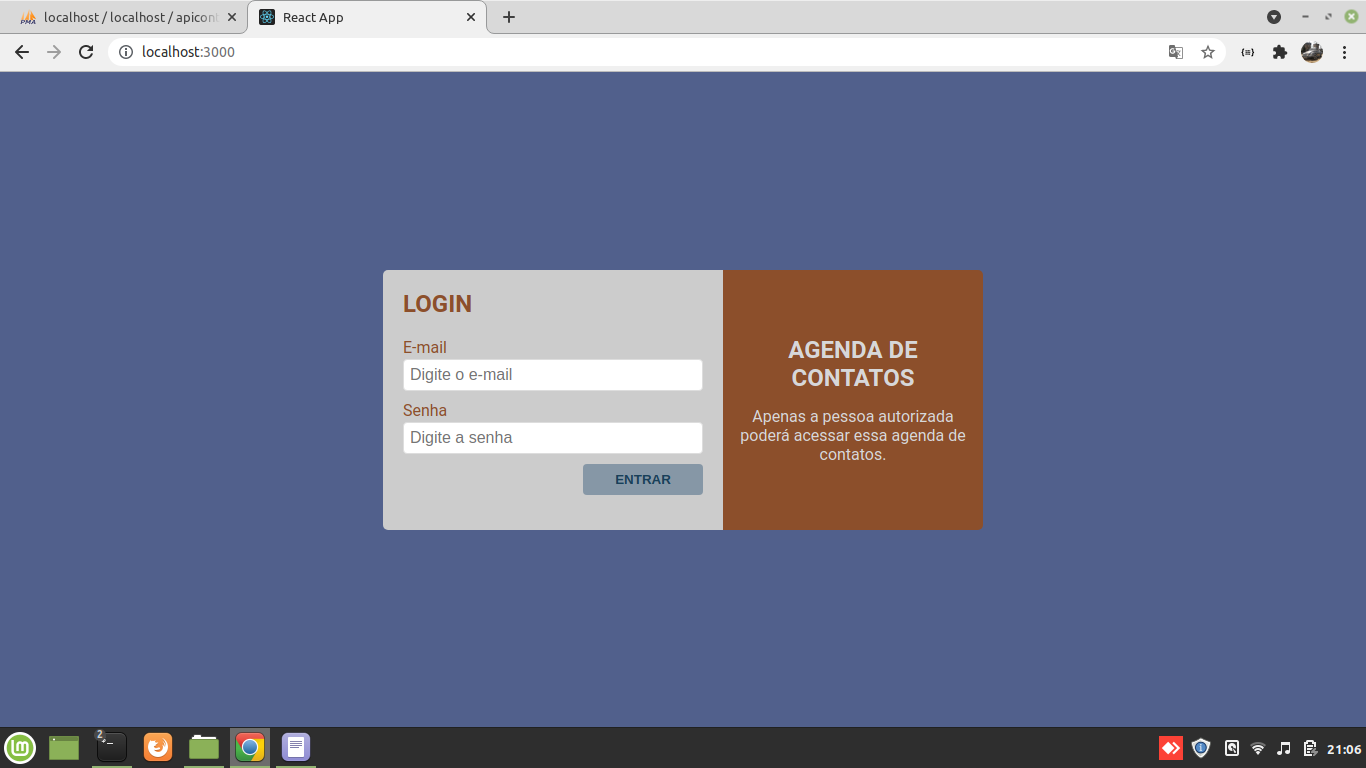 localhost / localhost / apicont
React App
localhost:3000
LOGIN
E-mail
Digite o e-mail
Senha
Digite a senha
ENTRAR
AGENDA DE
CONTATOS
Apenas a pessoa autorizada
poderá acessar essa agenda de
contatos.
2
21:06